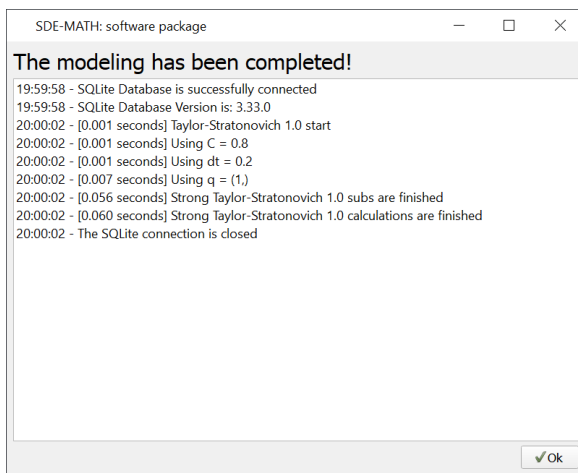 SDE-MATH: software package
The modeling has been completed!
19:59:58 - SQLite Database is successfully connected
19:59:58 - SQLite Database Version is: 3.33.0
20:00:02 - [0.001 seconds] Taylor-Stratonovich 1.0 start
20:00:02 - [0.001 seconds] Using C = 0.8
20:00:02 - [0.001 seconds] Using dt = 0.2
20:00:02 - [0.007 seconds] Using q = (1,)
20:00:02 - [0.056 seconds] Strong Taylor-Stratonovich 1.0 subs are finished
20:00:02 - [0.060 seconds] Strong Taylor-Stratonovich 1.0 calculations are finished
20:00:02 - The SQLite connection is closed
Ok